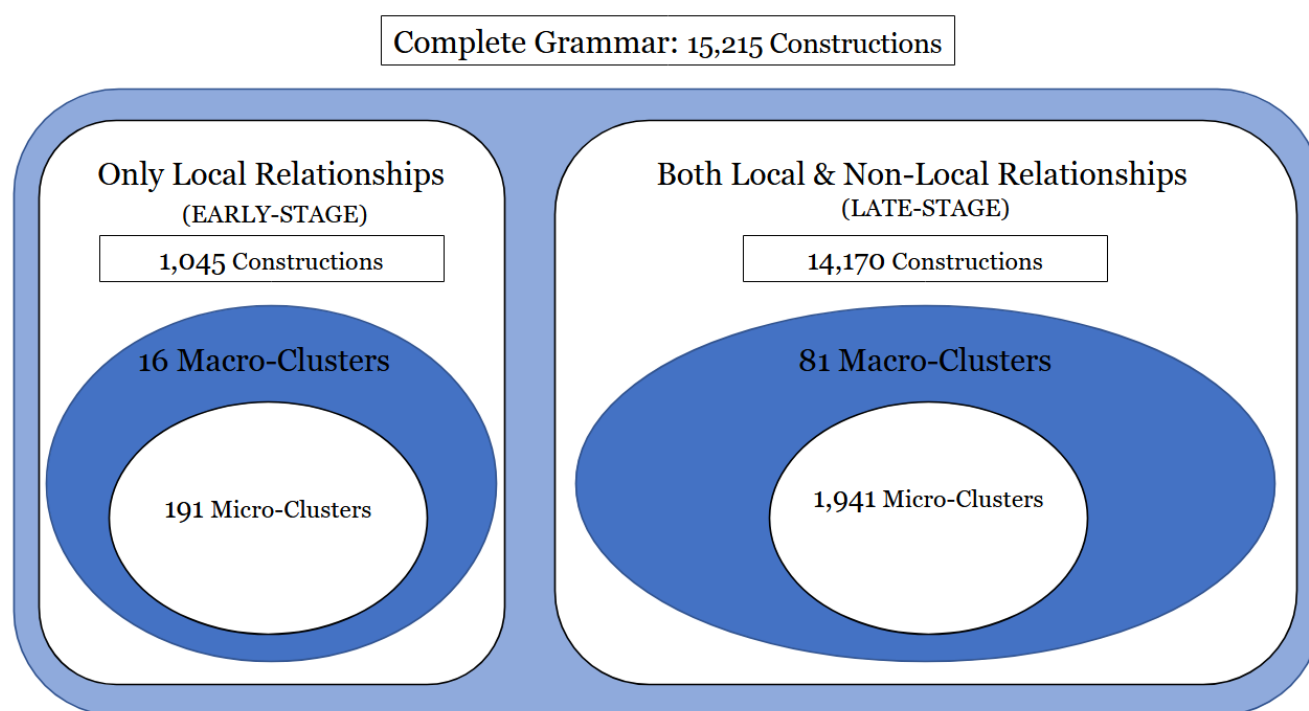 Complete Grammar: 15,215 Constructions
Only Local Relationships
(EARLY-STAGE)
1,045 Constructions
16 Macro-Clusters
191 Micro-Clusters
Both Local & Non-Local Relationships
(LATE-STAGE)
14,170 Constructions
81 Macro-Clusters
1,941 Micro-Clusters